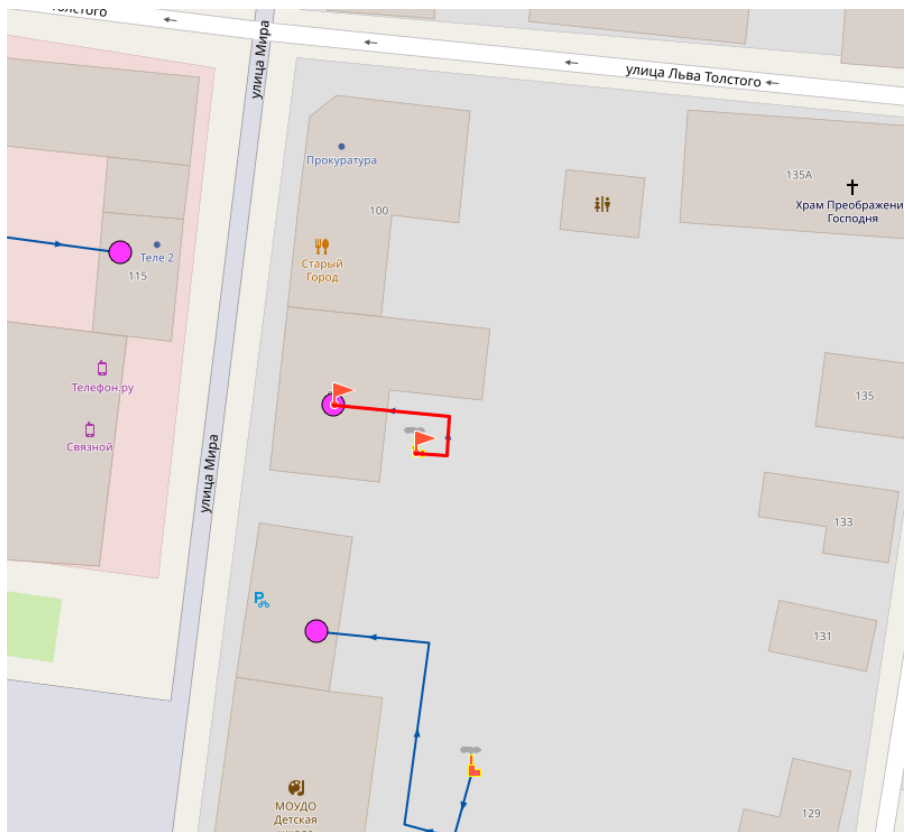 Толстого
улица Мира
улица Льва Толстого
Прокуратура
135А
Храм Преображени
Господня
100
Теле 2
115
Старый
Город
Телефон.ру
135
Связной
улица Мира
133
131
129
МОУДО
Детская
школа